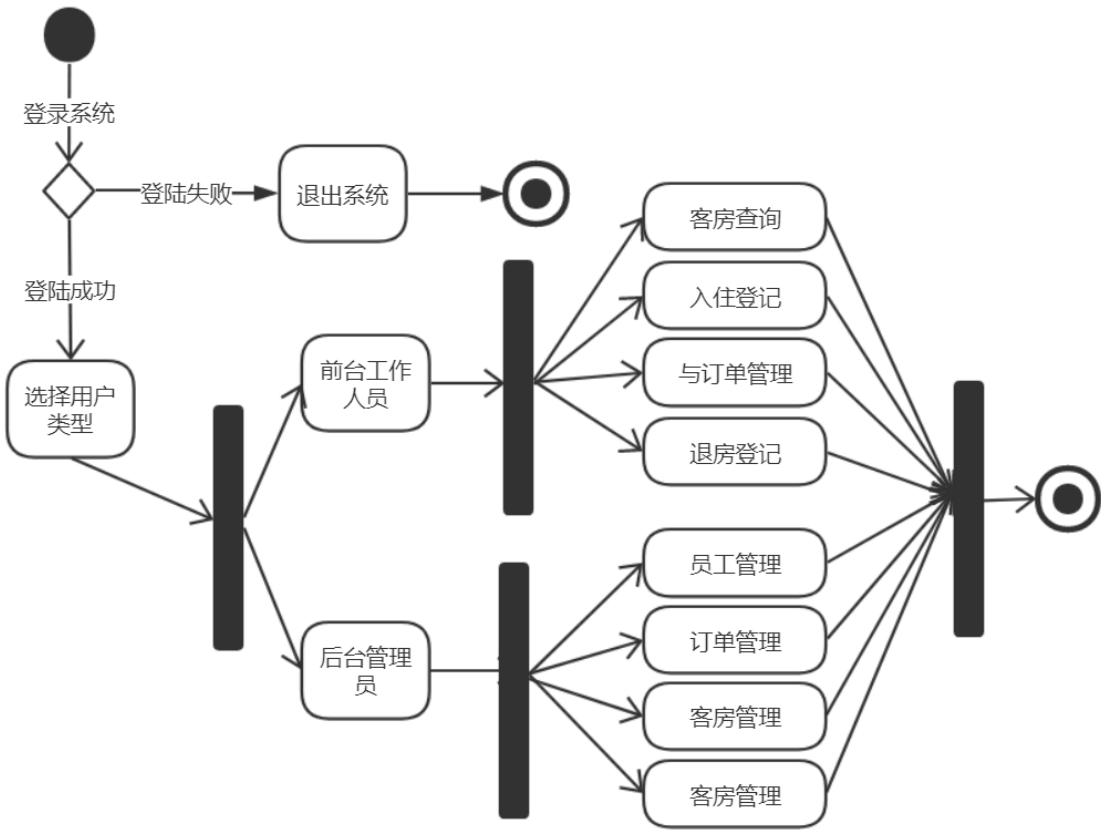 登录系统
登陆失败
退出系统
登陆成功
选择用户
类型
前台工作
人员
后台管理
员
客房查询
入住登记
与订单管理
退房登记
员工管理
订单管理
客房管理
客房管理